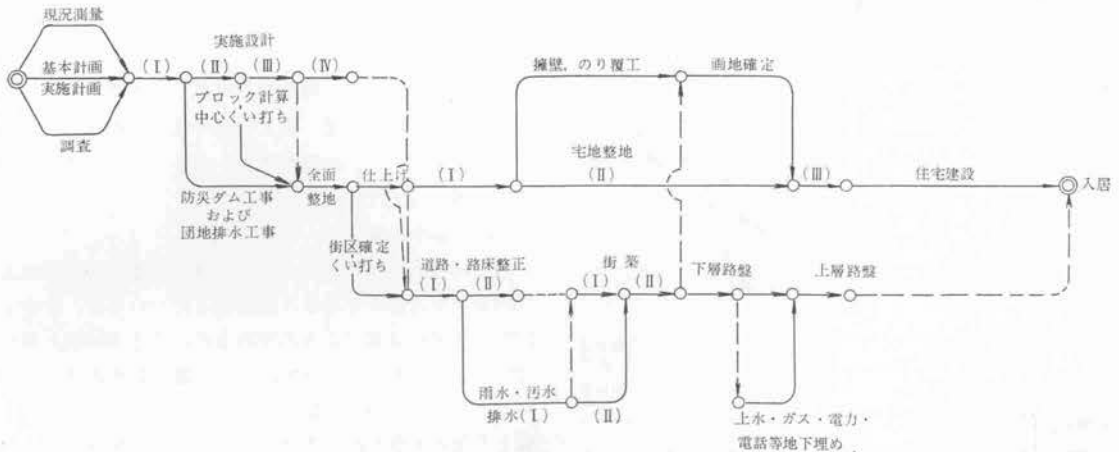 現況測量
実施設計
基本計画
実施計画
(Ⅰ)
(Ⅱ)
(Ⅲ)
(Ⅳ)
調査
ブロック計算
中心くい打ち
擁壁, のり覆工
画地確定
宅地整地
(Ⅱ)
防災ダム工事
および
団地排水工事
全面
整地
仕上げ
(Ⅰ)
(Ⅲ)
住宅建設
入居
街区確定
くい打ち
道路・路床整正
(Ⅰ)
(Ⅱ)
街築
(Ⅰ)
(Ⅱ)
下層路盤
上層路盤
雨水・汚水
排水(Ⅰ)
(Ⅱ)
上水・ガス・電力・
電話等地下埋め